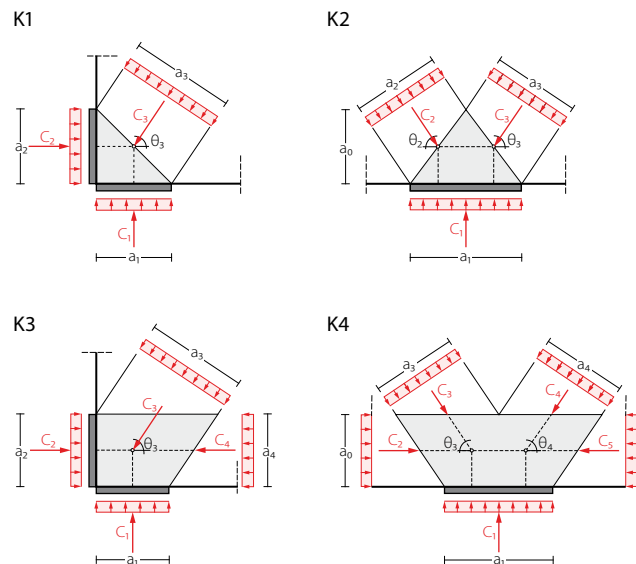 K1
a₃
C₃
θ₃
C₂
a₂
C₁
a₁
K2
a₂
a₃
C₂
C₃
θ₂
θ₃
a₀
C₁
a₁
K3
a₃
C₃
θ₃
C₂
C₄
a₂
a₄
C₁
a₁
K4
a₃
a₄
C₃
C₄
θ₃
θ₄
C₂
C₅
a₀
C₁
a₁